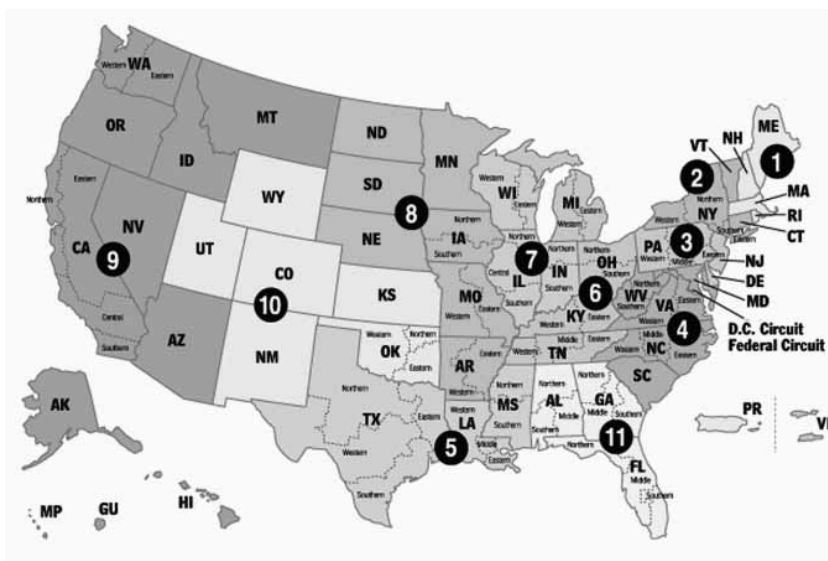 WA
Western
Eastern
OR
ID
MT
WY
NV
Eastern
Northern
CA
9
Central
Southern
UT
AZ
CO
10
NM
ND
SD
8
NE
KS
Western
Northern
OK
Eastern
Northern
TX
Eastern
Western
Southern
MN
Northern
IA
Southern
MO
Western
Eastern
AR
Eastern
Western
Western
LA
5
Middle
Eastern
Western
WI
Eastern
MI
Western
Eastern
Northern
7
Central
IL
Southern
Northern
IN
Southern
Northern
OH
Southern
6
KY
Western
Eastern
Western
Middle
Eastern
TN
Northern
MS
Southern
Northern
AL
Middle
Northern
GA
Middle
Southern
11
Northern
FL
Middle
Southern
ME
1
VT
NH
2
Northern
NY
Western
Southern
Eastern
MA
RI
CT
PA
3
Western
Middle
Eastern
NJ
DE
MD
D.C. Circuit
Federal Circuit
Northern
WV
Southern
VA
Eastern
Western
4
Western
Middle
NC
Eastern
SC
PR
AK
HI
MP
GU